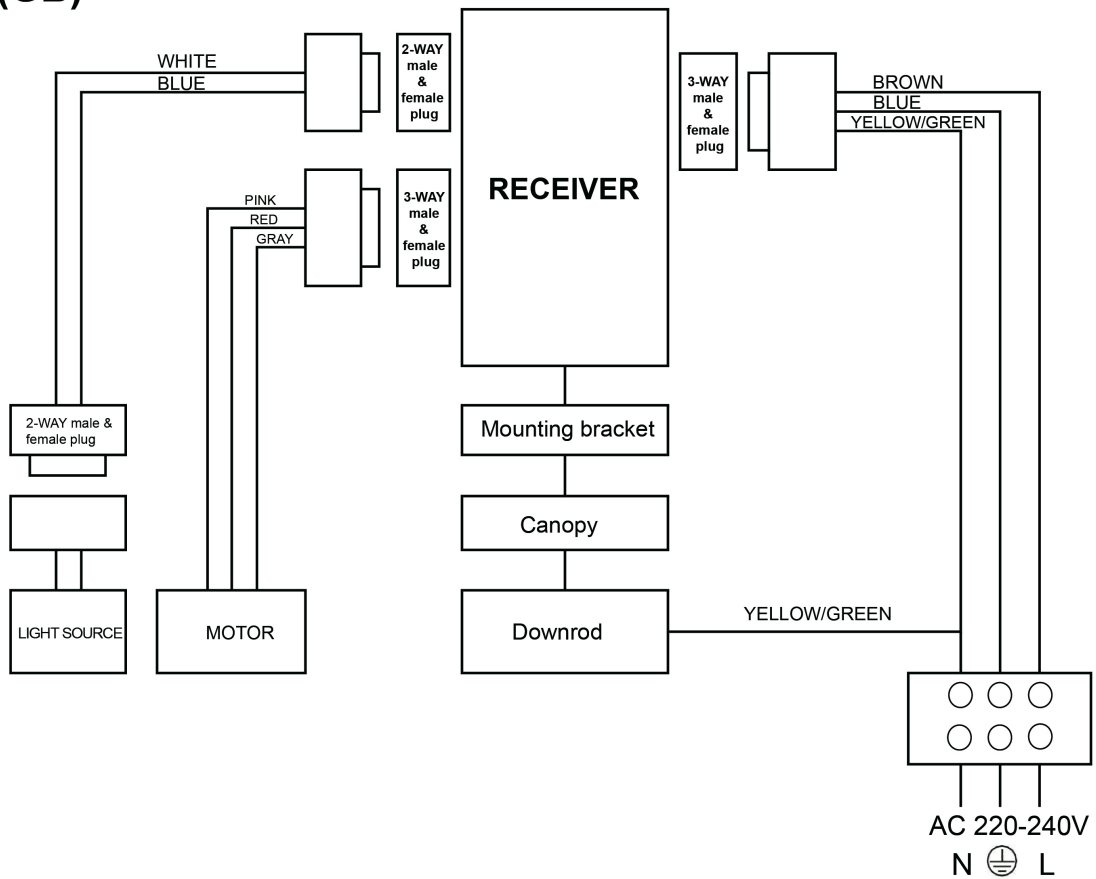 WHITE
BLUE
2-WAY
male
&
female
plug
PINK
RED
GRAY
3-WAY
male
&
female
plug
RECEIVER
3-WAY
male
&
female
plug
BROWN
BLUE
YELLOW/GREEN
2-WAY male &
female plug
LIGHT SOURCE
MOTOR
Mounting bracket
Canopy
Downrod
YELLOW/GREEN
AC 220-240V
N L